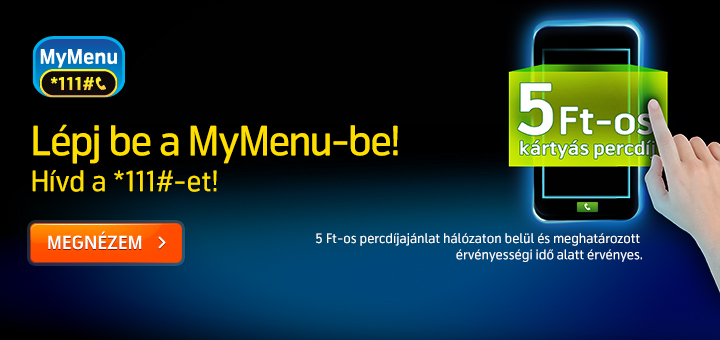 MyMenu
*111#
Lépj be a MyMenu-be!
Hívd a *111#-et!
MEGNÉZEM
5 Ft-os
kártyás percdíj
5 Ft-os percdíjajánlat hálózaton belül és meghatározott
érvényességi idő alatt érvényes.